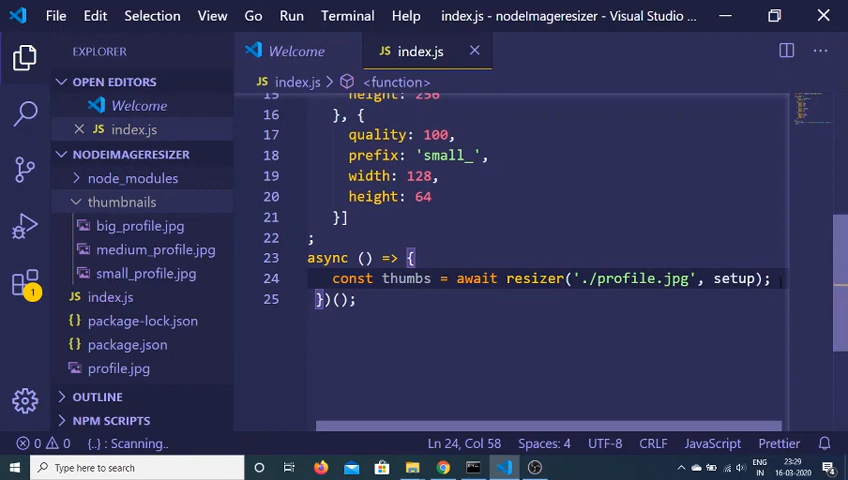 File Edit Selection View Go Run Terminal Help index.js - nodeImageresizer - Visual Studio ...
EXPLORER
OPEN EDITORS
Welcome
JS index.js
NODEIMAGERESIZER
node_modules
thumbnails
big_profile.jpg
medium_profile.jpg
small_profile.jpg
JS index.js
{} package-lock.json
{} package.json
profile.jpg
OUTLINE
NPM SCRIPTS
1
Welcome
JS index.js
JS index.js > <function>
15 height: 256
16 }, {
17 quality: 100,
18 prefix: 'small_',
19 width: 128,
20 height: 64
21 }]
22 ;
23 async () => {
24 const thumbs = await resizer('./profile.jpg', setup);
25 })();
0 0 {..} : Scanning.. Ln 24, Col 58 Spaces: 4 UTF-8 CRLF JavaScript Prettier
Type here to search
ENG
IN
23:29
16-03-2020
4